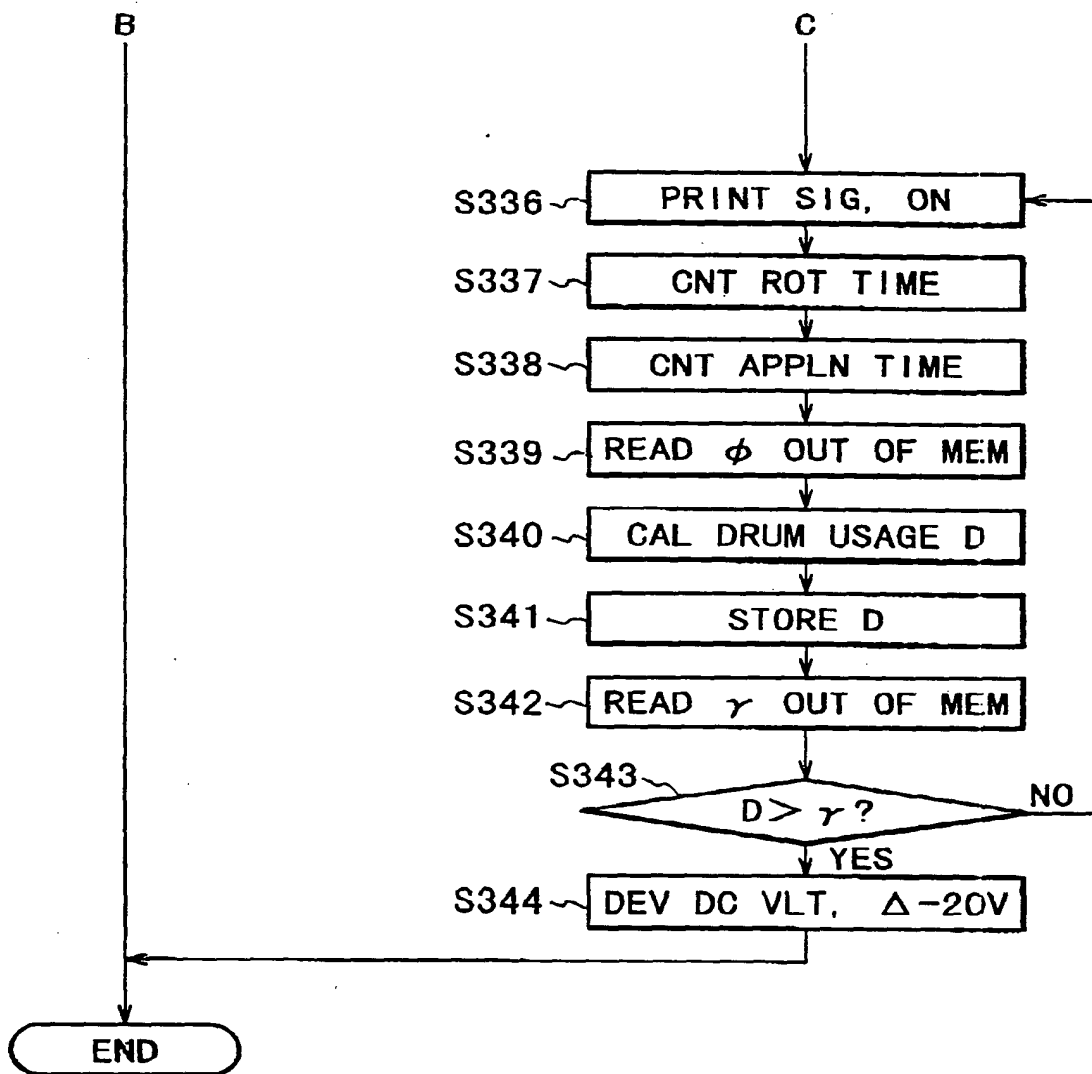 B
C
S336 PRINT SIG, ON
S337 CNT ROT TIME
S338 CNT APPLN TIME
S339 READ φ OUT OF MEM
S340 CAL DRUM USAGE D
S341 STORE D
S342 READ γ OUT OF MEM
S343
D > γ ?
NO
YES
S344 DEV DC VLT, Δ-20V
END